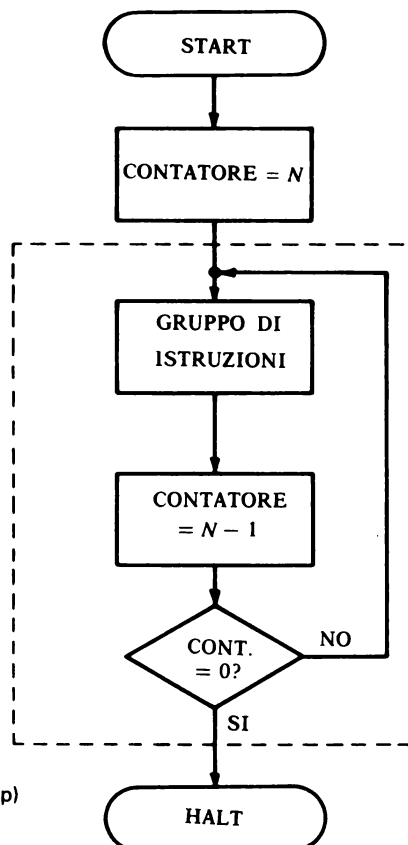 START
CONTATORE = N
GRUPPO DI
ISTRUZIONI
CONTATORE
= N − 1
CONT.
= 0?
NO
SI
p)
HALT